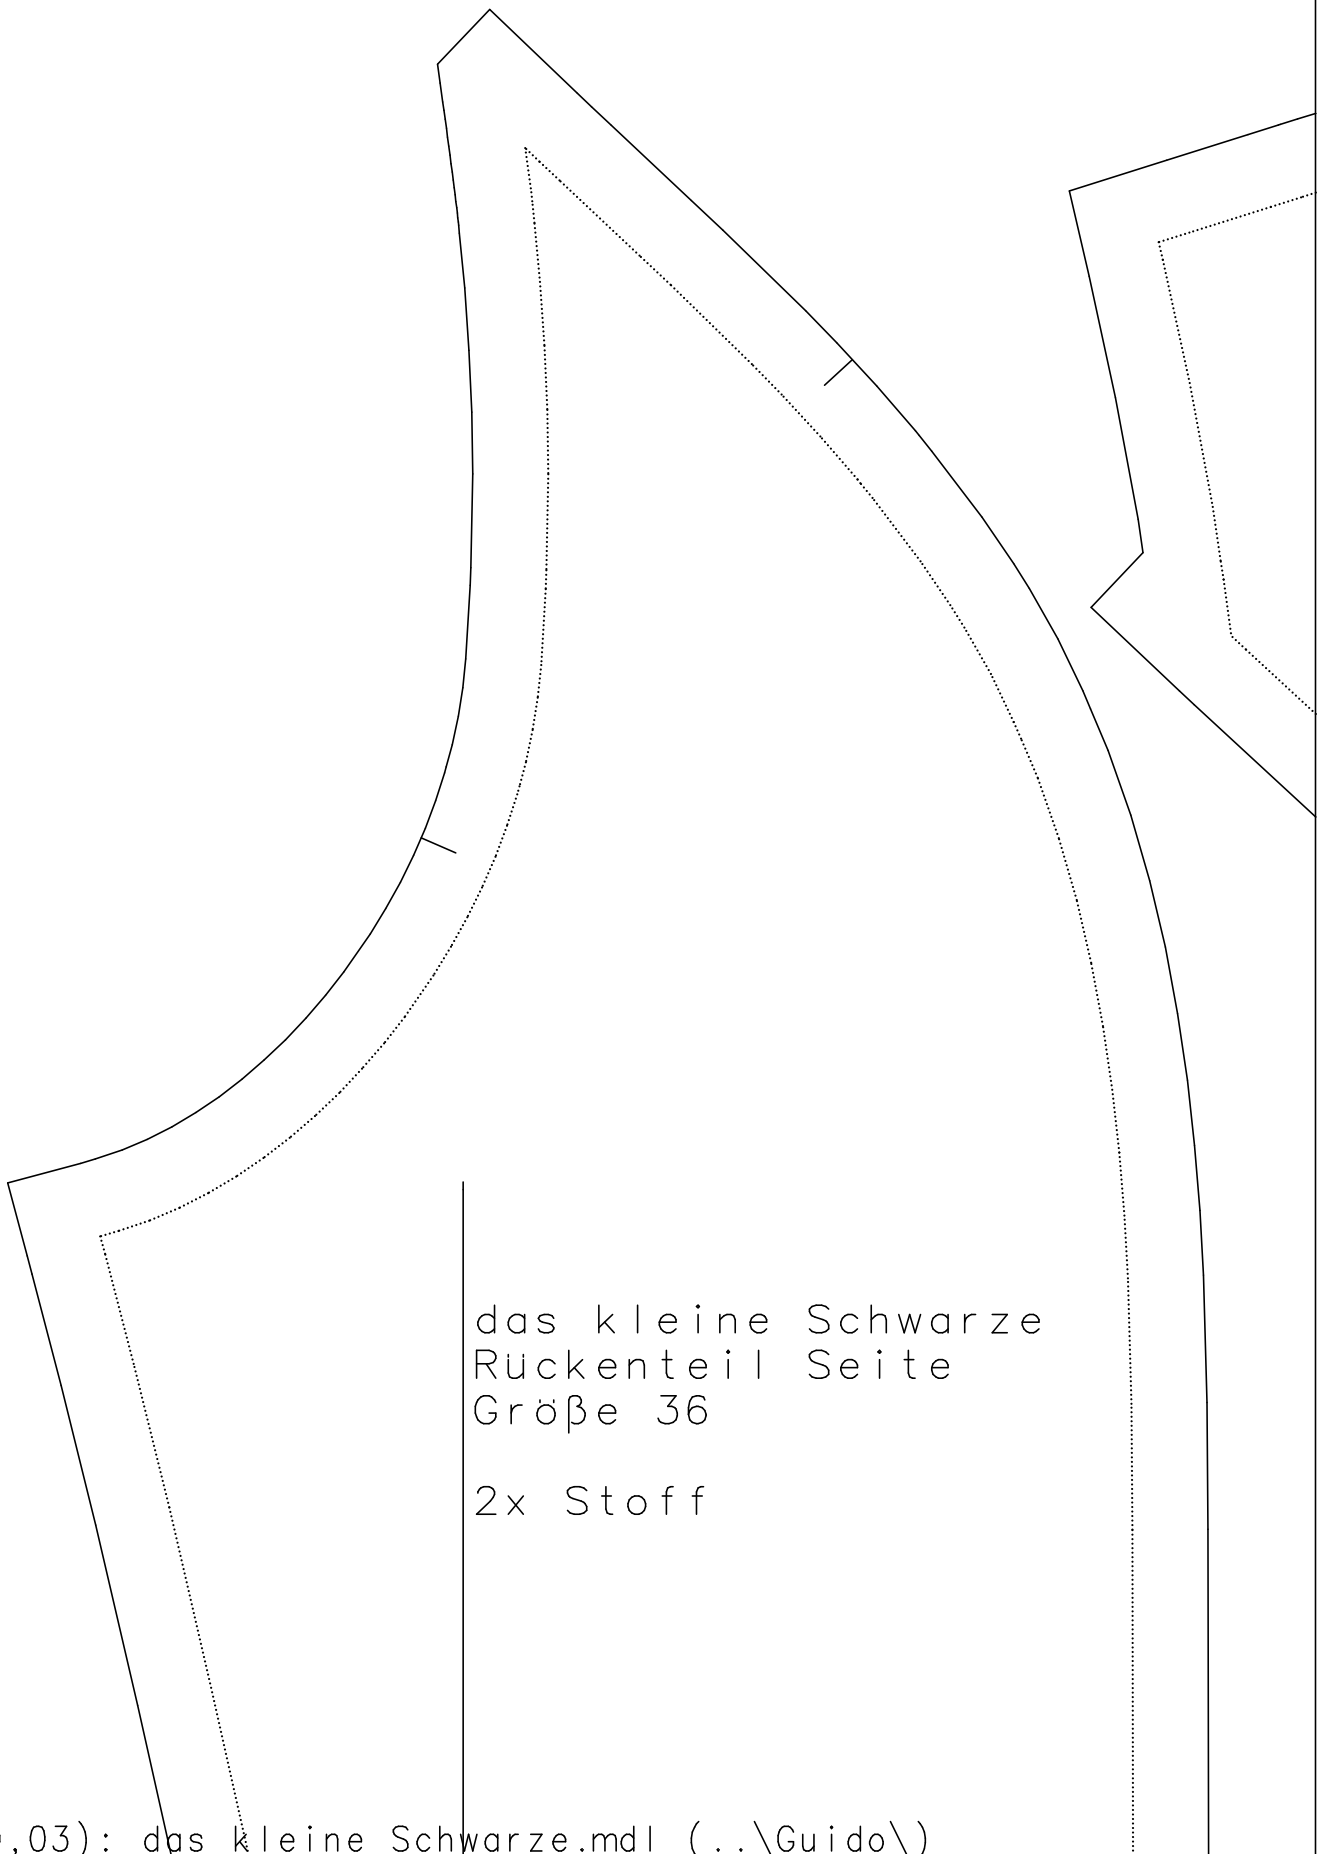 das kleine Schwarze
Rückenteil Seite
Größe 36
2x Stoff
,03): das kleine Schwarze.mdl (..\Guido\)